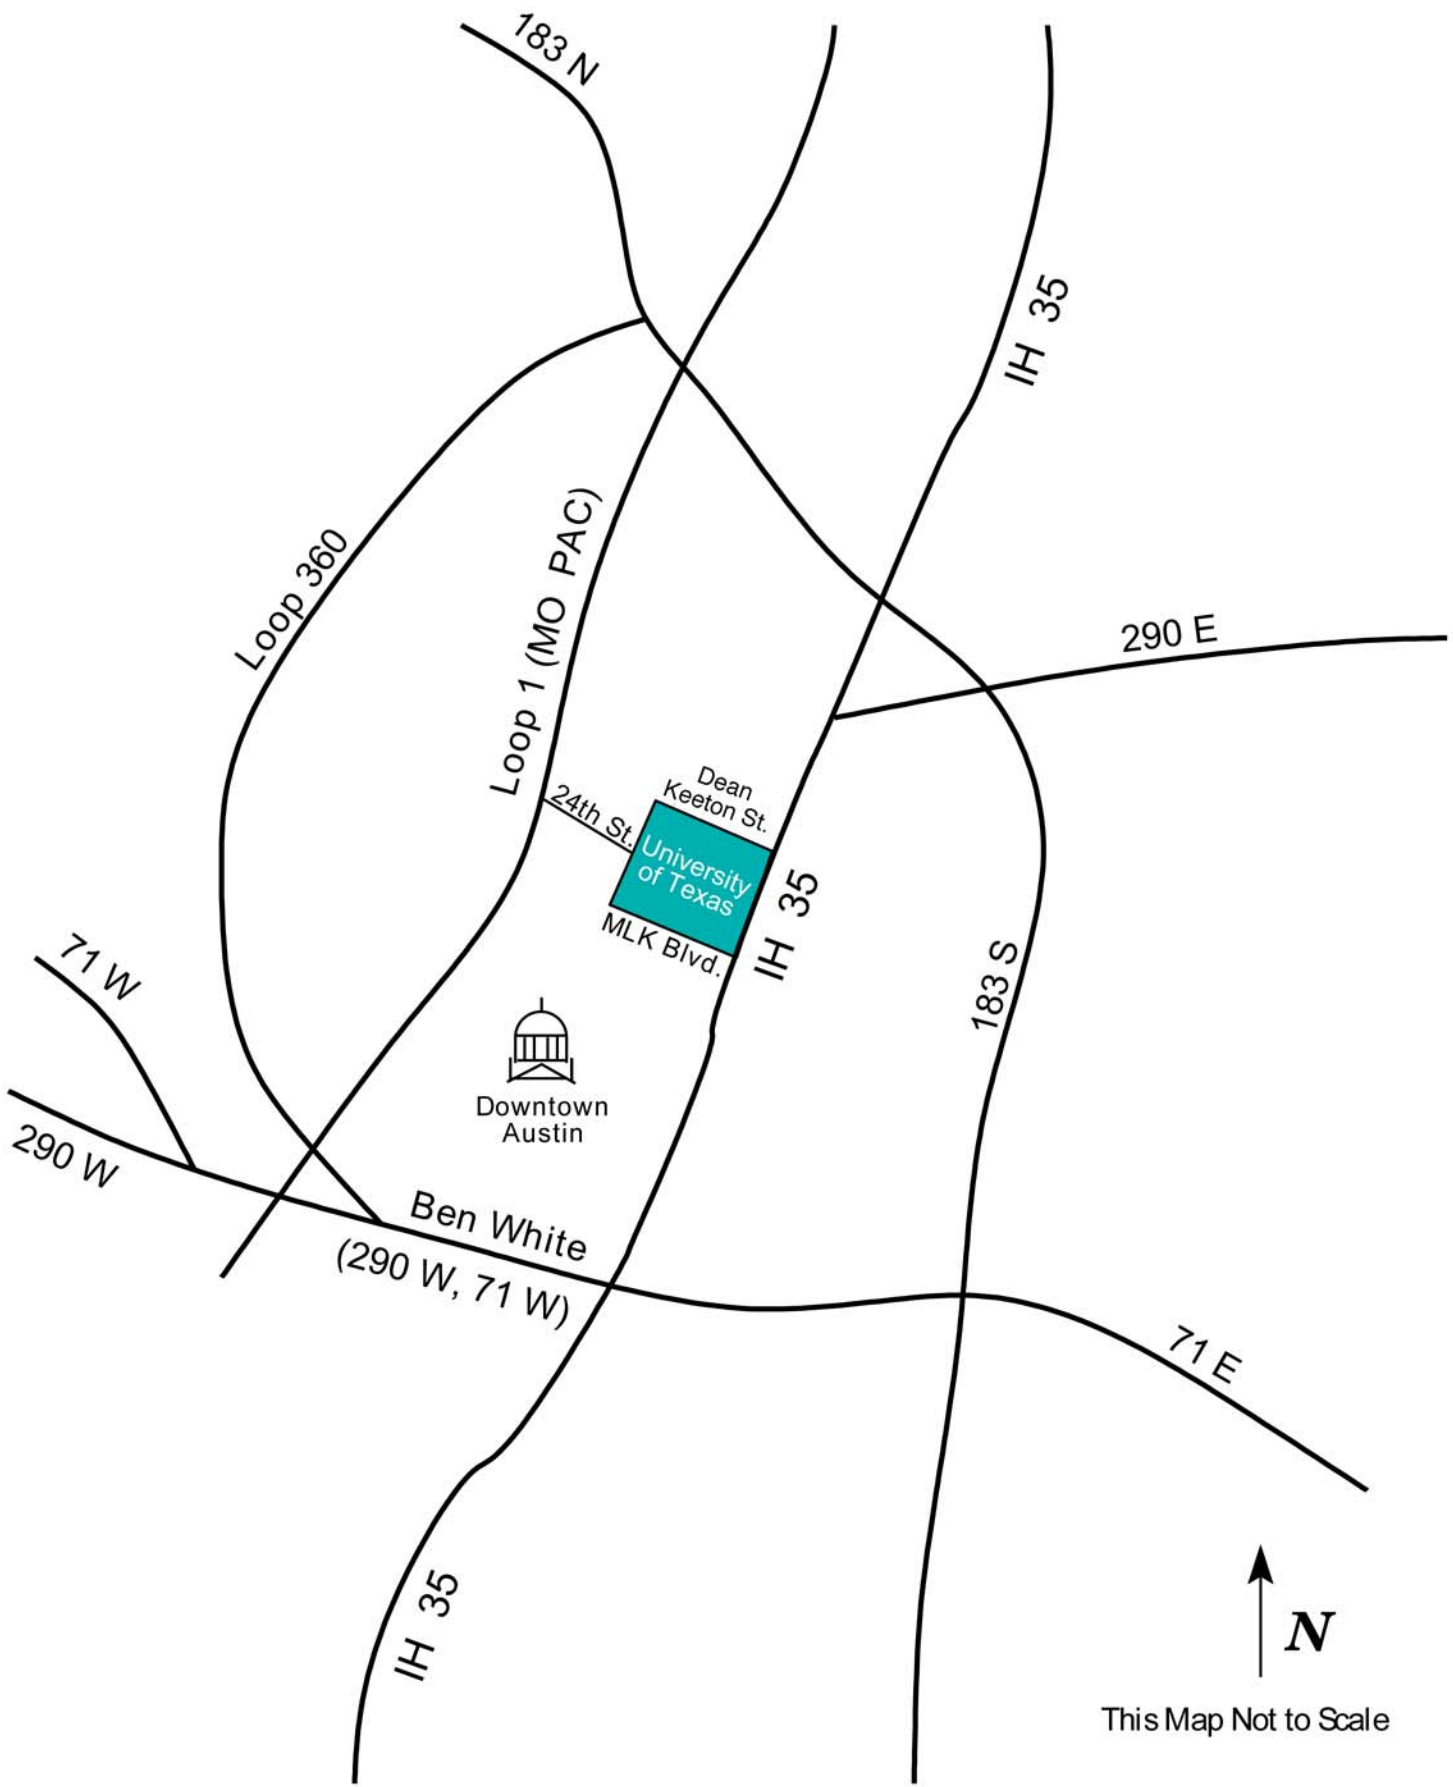 183 N
IH 35
Loop 360
Loop 1 (MO PAC)
290 E
Dean
Keeton St.
24th St.
University
of Texas
MLK Blvd.
IH 35
71 W
183 S
Downtown
Austin
290 W
Ben White
(290 W, 71 W)
71 E
IH 35
N
This Map Not to Scale